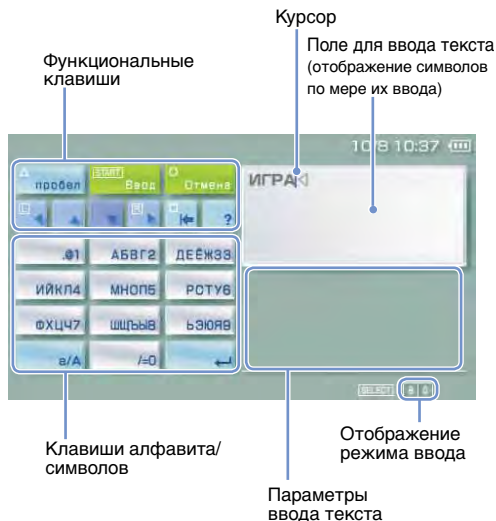 Курсор
Поле для ввода текста
(отображение символов
по мере их ввода)
Функциональные
клавиши
10/8 10:37
пробел
START
Ввод
Отмена
L
R
?
ИГРА
.@1
АБВГ2
ДЕЁЖЗ3
ИЙКЛ4
МНОП5
РСТУ6
ФХЦЧ7
ШЩЪЫ8
ЬЭЮЯ9
а/А
/=0
SELECT
Клавиши алфавита/
символов
Отображение
режима ввода
Параметры
ввода текста